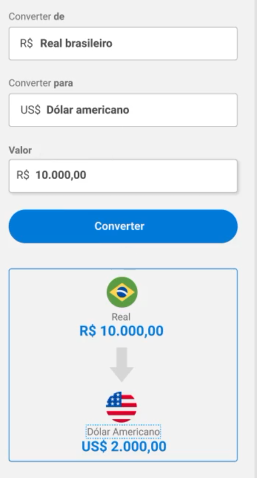 Converter de
R$ Real brasileiro
Converter para
US$ Dólar americano
Valor
R$ 10.000,00
Converter
Real
R$ 10.000,00
Dólar Americano
US$ 2.000,00